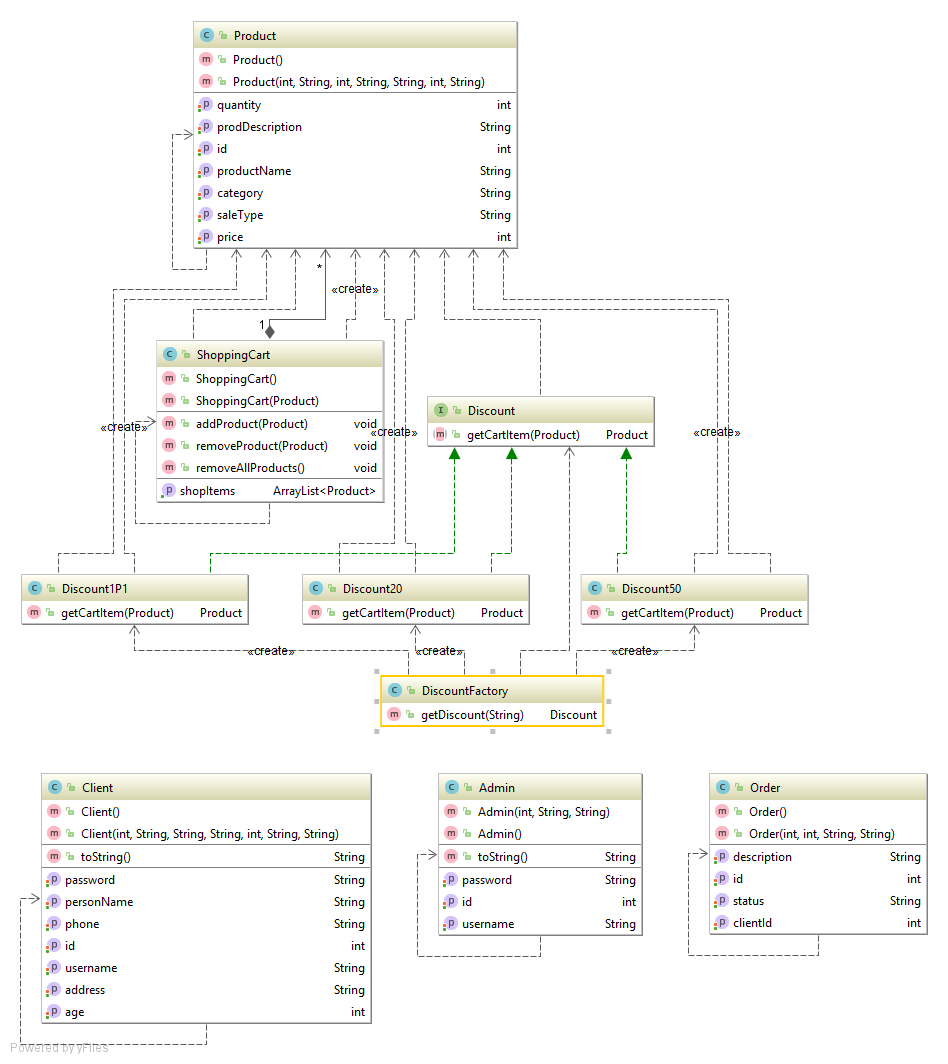 C Product
m Product()
m Product(int, String, int, String, String, int, String)
p quantity int
p prodDescription String
p id int
p productName String
p category String
p saleType String
p price int
*
«create»
1
C ShoppingCart
m ShoppingCart()
m ShoppingCart(Product)
m addProduct(Product) void
m removeProduct(Product) void
m removeAllProducts() void
p shopItems ArrayList<Product>
«create»
«create»
I Discount
m getCartItem(Product) Product
«create»
C Discount1P1
m getCartItem(Product) Product
C Discount20
m getCartItem(Product) Product
C Discount50
m getCartItem(Product) Product
«create»
«create»
«create»
C DiscountFactory
m getDiscount(String) Discount
C Client
m Client()
m Client(int, String, String, String, int, String, String)
m toString() String
p password String
p personName String
p phone String
p id int
p username String
p address String
p age int
C Admin
m Admin(int, String, String)
m Admin()
m toString() String
p password String
p id int
p username String
C Order
m Order()
m Order(int, int, String, String)
p description String
p id int
p status String
p clientId int
Powered by yFiles